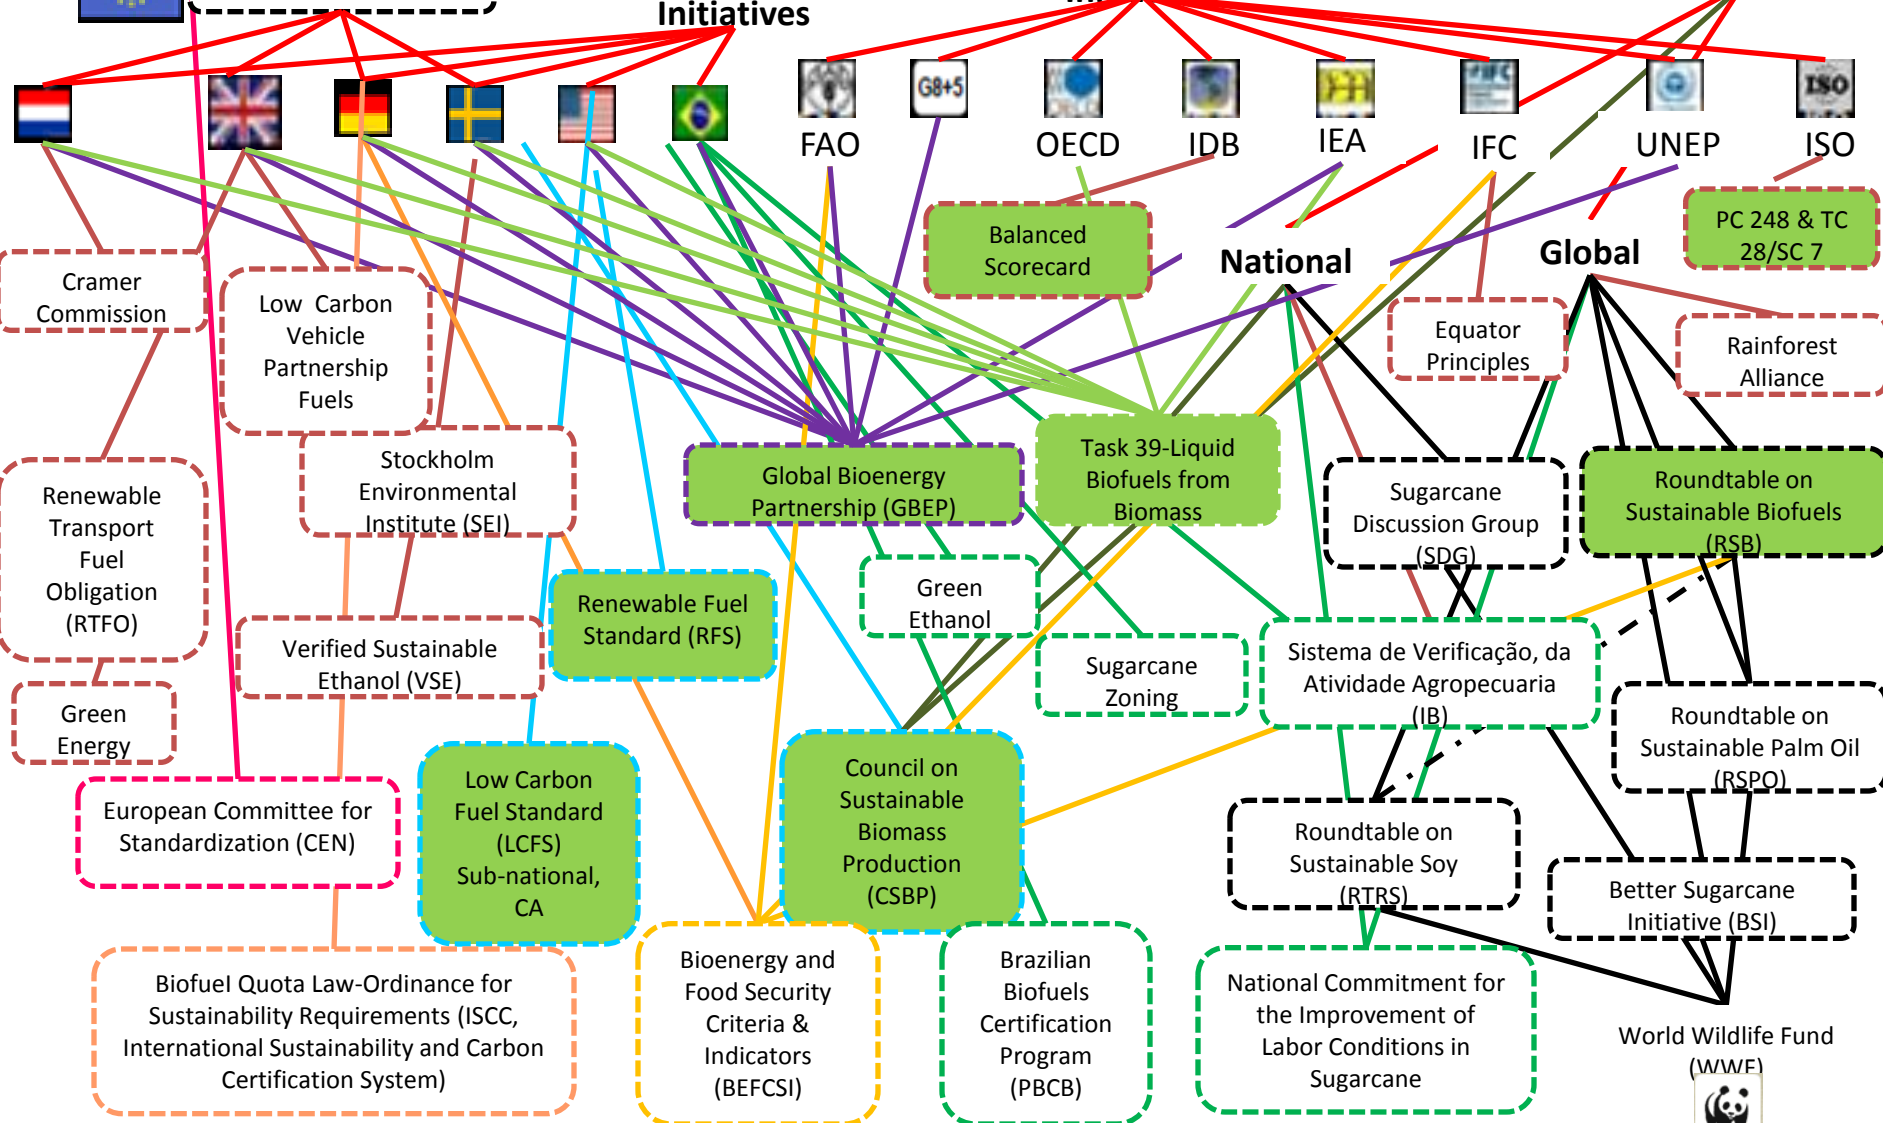 Initiatives
G8+5
FAO
OECD
IDB
IEA
IFC
UNEP
ISO
ISO
Balanced
Scorecard
PC 248 & TC
28/SC 7
National
Global
Cramer
Commission
Low Carbon
Vehicle
Partnership
Fuels
Equator
Principles
Rainforest
Alliance
Stockholm
Environmental
Institute (SEI)
Global Bioenergy
Partnership (GBEP)
Task 39-Liquid
Biofuels from
Biomass
Sugarcane
Discussion Group
(SDG)
Roundtable on
Sustainable Biofuels
(RSB)
Renewable
Transport
Fuel
Obligation
(RTFO)
Renewable Fuel
Standard (RFS)
Green
Ethanol
Verified Sustainable
Ethanol (VSE)
Sugarcane
Zoning
Sistema de Verificação, da
Atividade Agropecuaria
(IB)
Green
Energy
Roundtable on
Sustainable Palm Oil
(RSPO)
European Committee for
Standardization (CEN)
Low Carbon
Fuel Standard
(LCFS)
Sub-national,
CA
Council on
Sustainable
Biomass
Production
(CSBP)
Roundtable on
Sustainable Soy
(RTRS)
Better Sugarcane
Initiative (BSI)
Biofuel Quota Law-Ordinance for
Sustainability Requirements (ISCC,
International Sustainability and Carbon
Certification System)
Bioenergy and
Food Security
Criteria &
Indicators
(BEFCSI)
Brazilian
Biofuels
Certification
Program
(PBCB)
National Commitment for
the Improvement of
Labor Conditions in
Sugarcane
World Wildlife Fund
(WWF)